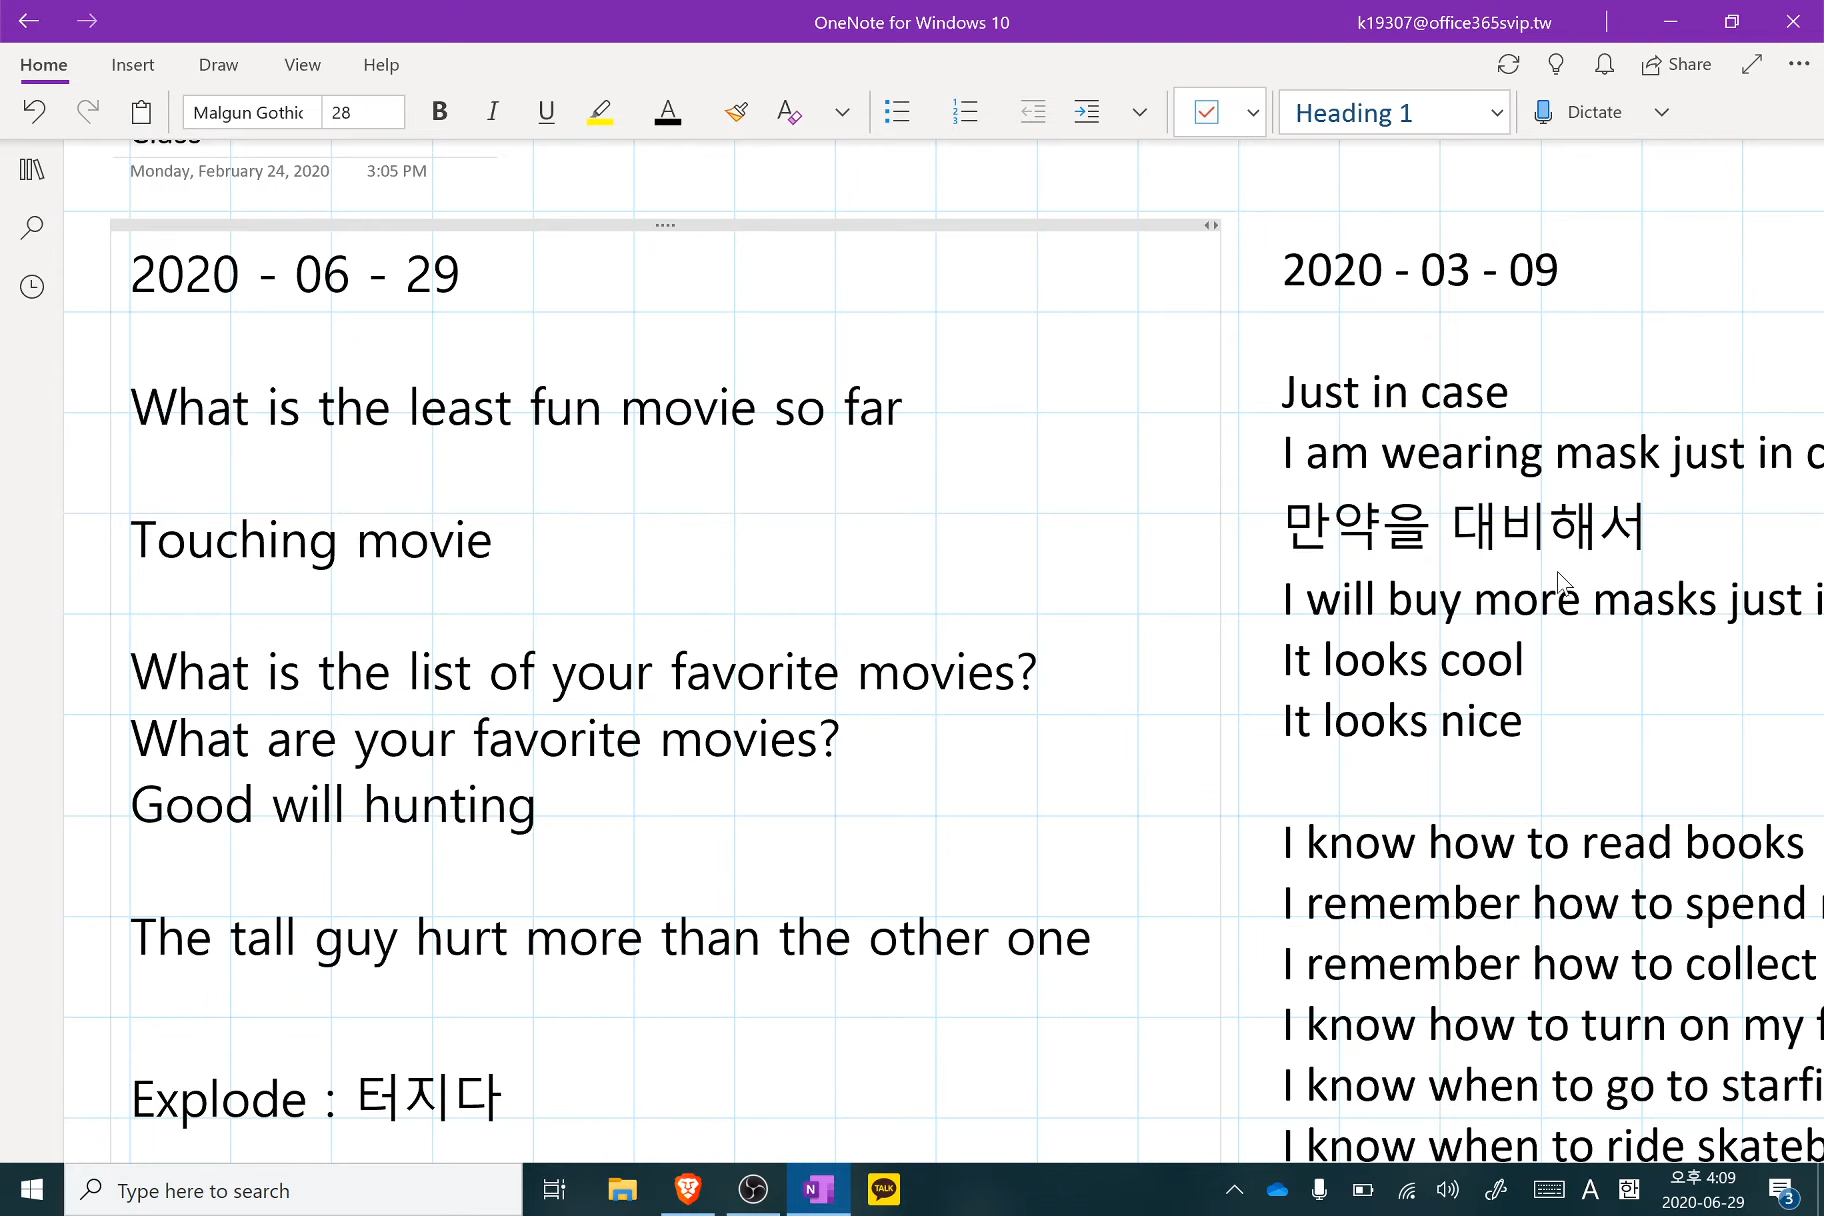 OneNote for Windows 10
k19307@office365svip.tw
Home
Insert
Draw
View
Help
Share
Malgun Gothic
28
B
I
U
A
Heading 1
Dictate
Monday, February 24, 2020
3:05 PM
2020 - 06 - 29
What is the least fun movie so far
Touching movie
What is the list of your favorite movies?
What are your favorite movies?
Good will hunting
The tall guy hurt more than the other one
Explode : 터지다
2020 - 03 - 09
Just in case
I am wearing mask just in c
만약을 대비해서
I will buy more masks just i
It looks cool
It looks nice
I know how to read books
I remember how to spend
I remember how to collect
I know how to turn on my f
I know when to go to starfi
I know when to ride skateb
Type here to search
N
TALK
A
한
오후 4:09
2020-06-29
3